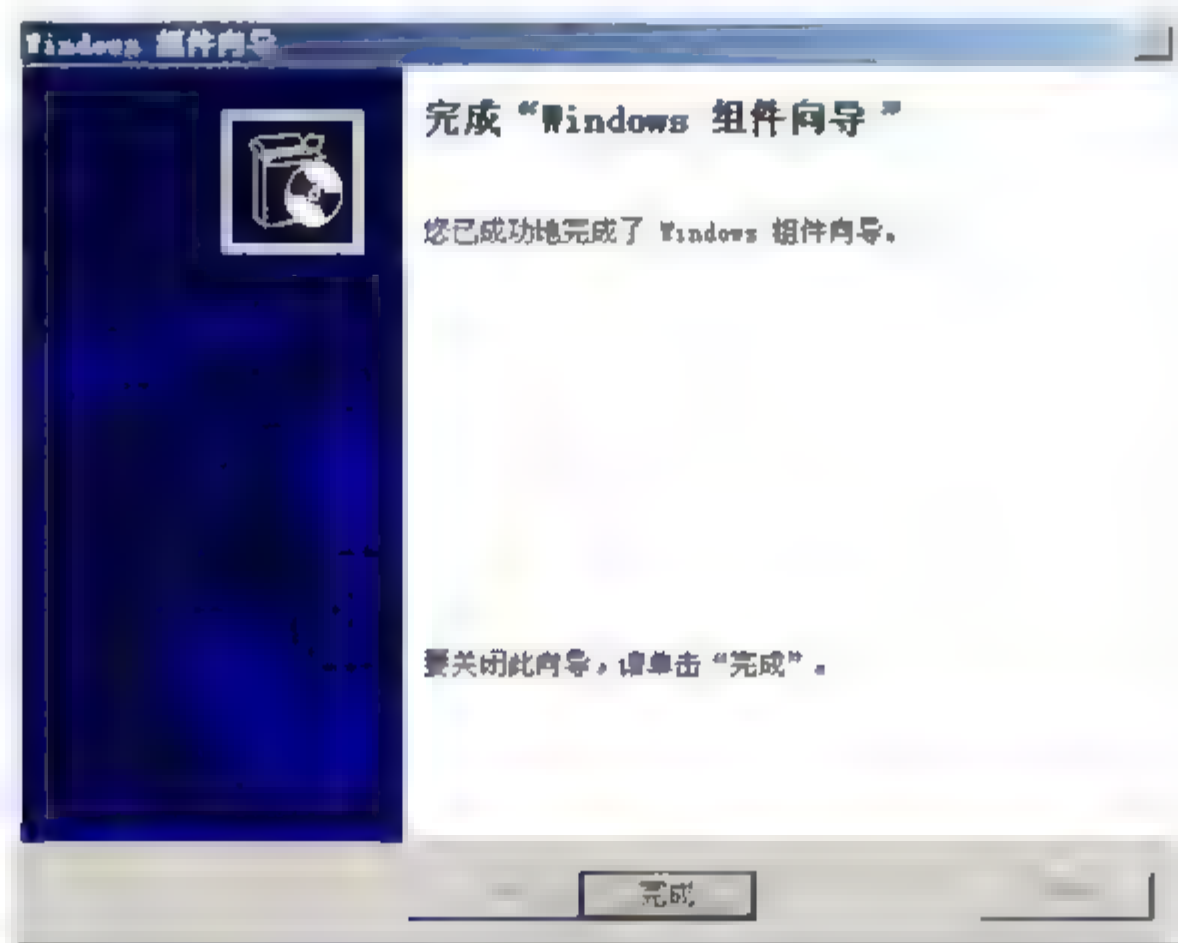 Windows 组件向导
完成“Windows 组件向导”
您已成功地完成了 Windows 组件向导。
要关闭此向导，请单击“完成”。
完成